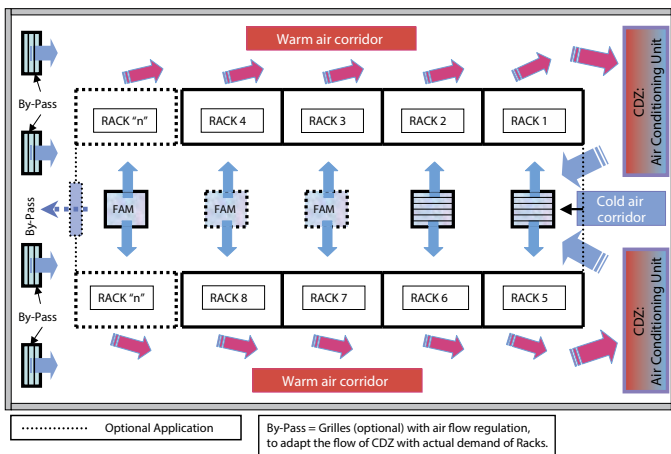 Warm air corridor
By-Pass
RACK "n"
RACK 4
RACK 3
RACK 2
RACK 1
CDZ:
Air Conditioning Unit
By-Pass
FAM
FAM
FAM
Cold air
corridor
RACK "n"
RACK 8
RACK 7
RACK 6
RACK 5
By-Pass
CDZ:
Air Conditioning Unit
Warm air corridor
Optional Application
By-Pass = Grilles (optional) with air flow regulation,
to adapt the flow of CDZ with actual demand of Racks.